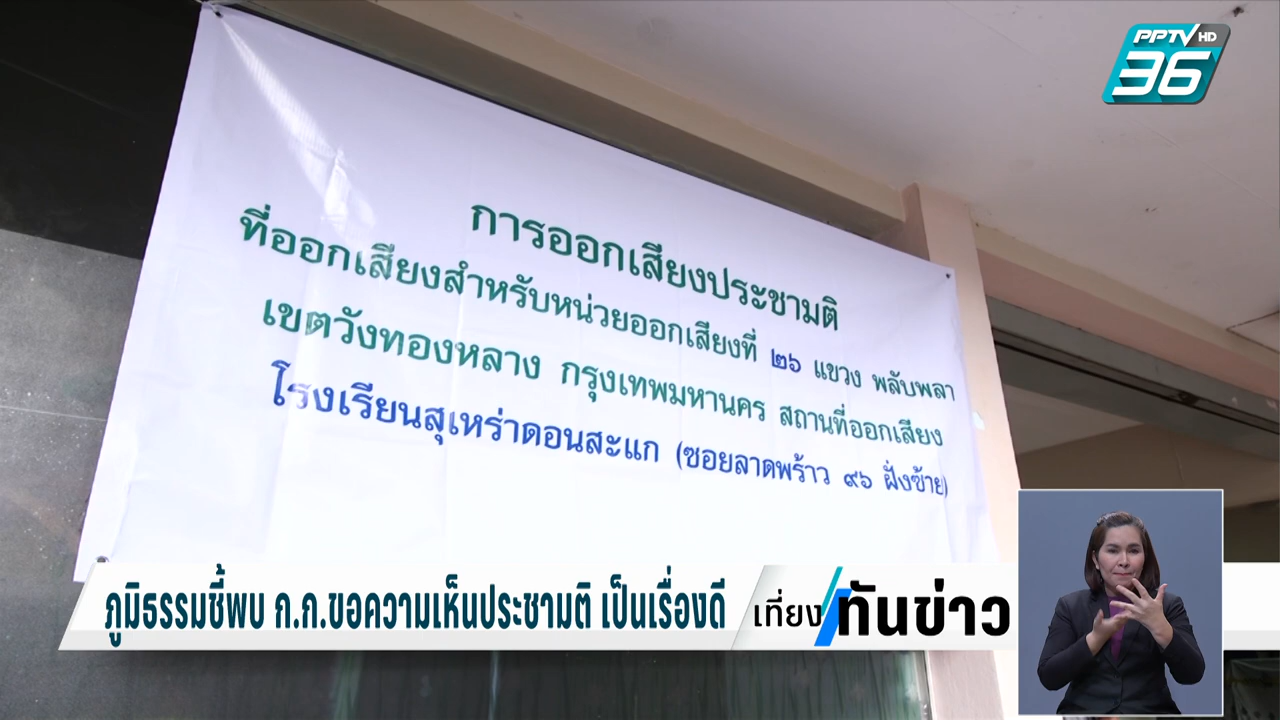 PPTV HD
36
การออกเสียงประชามติ
ที่ออกเสียงสำหรับหน่วยออกเสียงที่ ๒๖ แขวง พลับพลา
เขตวังทองหลาง กรุงเทพมหานคร สถานที่ออกเสียง
โรงเรียนสุเหร่าดอนสะแก (ซอยลาดพร้าว ๙๖ ฝั่งซ้าย)
ภูมิธรรมชี้พบ ก.ก.ขอความเห็นประชามติ เป็นเรื่องดี
เที่ยงทันข่าว